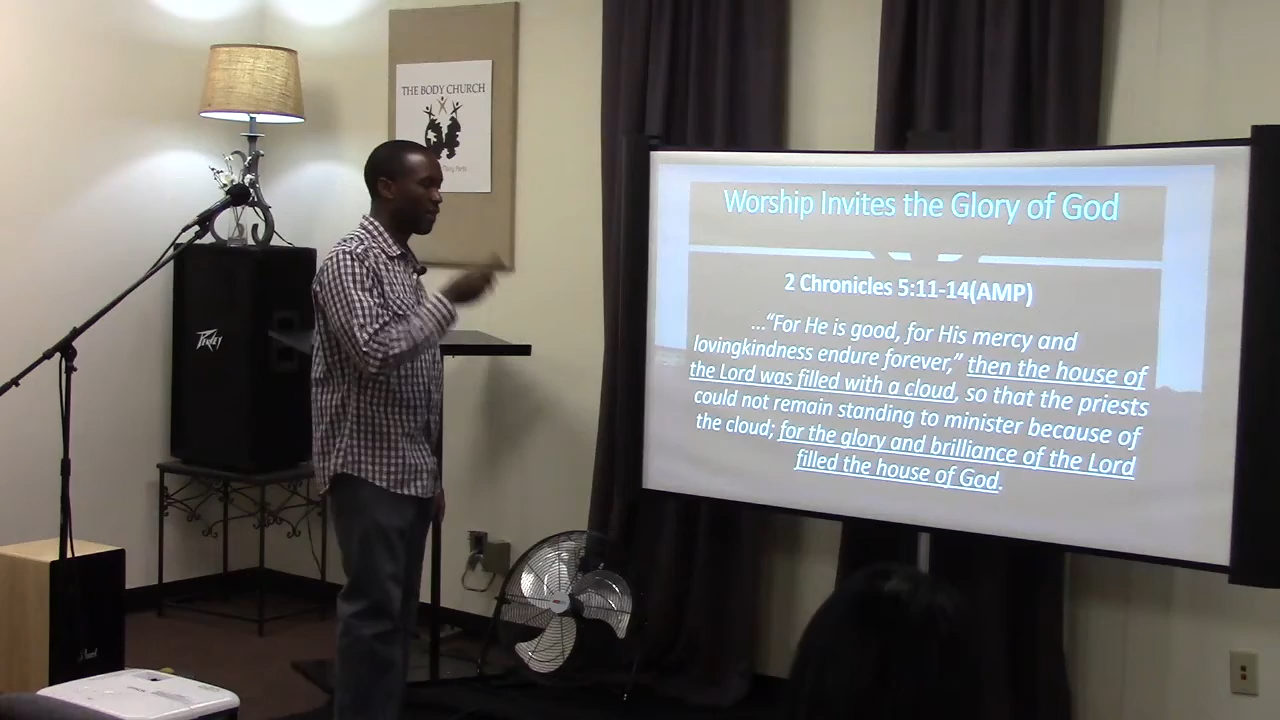 THE BODY CHURCH
Many Parts
PEAVEY
Pearl
Worship Invites the Glory of God
2 Chronicles 5:11-14(AMP)
…“For He is good, for His mercy and
lovingkindness endure forever,” then the house of
the Lord was filled with a cloud, so that the priests
could not remain standing to minister because of
the cloud; for the glory and brilliance of the Lord
filled the house of God.